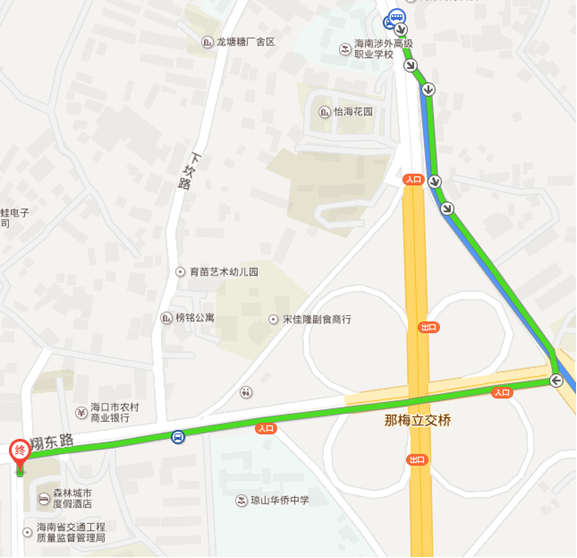 龙塘糖厂舍区
海南涉外高级
职业学校
怡海花园
下坎路
入口
蛙电子
司
育苗艺术幼儿园
榜铭公寓
宋佳隆副食商行
出口
入口
海口市农村
商业银行
那梅立交桥
入口
翔东路
终
出口
森林城市
度假酒店
琼山华侨中学
海南省交通工程
质量监督管理局